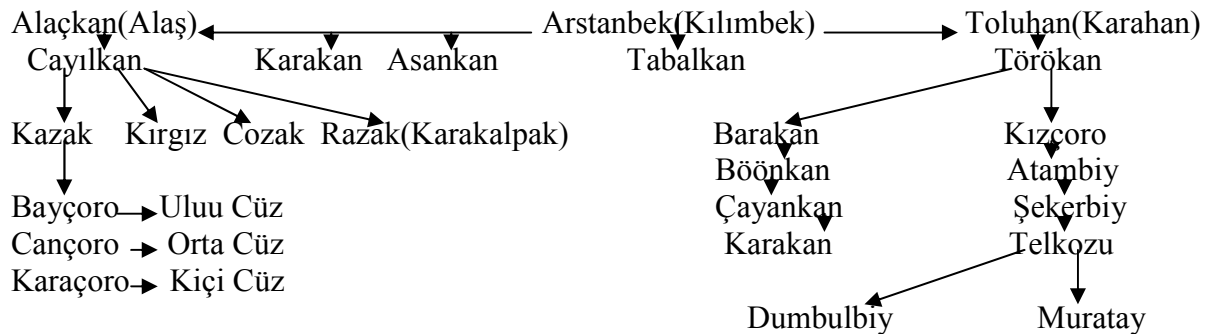 Alaçkan(Alaş) Arstanbek(Kılımbek) Toluhan(Karahan)
Cayılkan Karakan Asankan Tabalkan Törökan
Kazak Kırgız Cozak Razak(Karakalpak) Barakan Kızçoro
Böönkan Atambiy
Bayçoro Uluu Cüz Çayankan Şekerbiy
Cançoro Orta Cüz Karakan Telkozu
Karaçoro Kiçi Cüz
Dumbulbiy Muratay